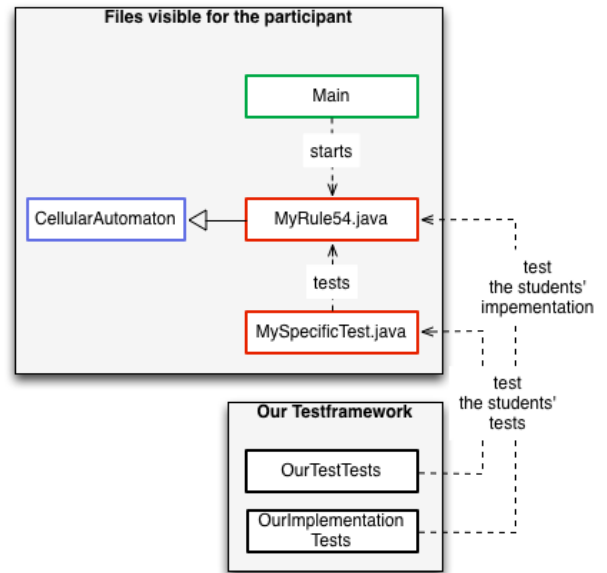 Files visible for the participant
Main
starts
CellularAutomaton
MyRule54.java
tests
MySpecificTest.java
test
the students'
impementation
test
the students'
tests
Our Testframework
OurTestTests
OurImplementation
Tests